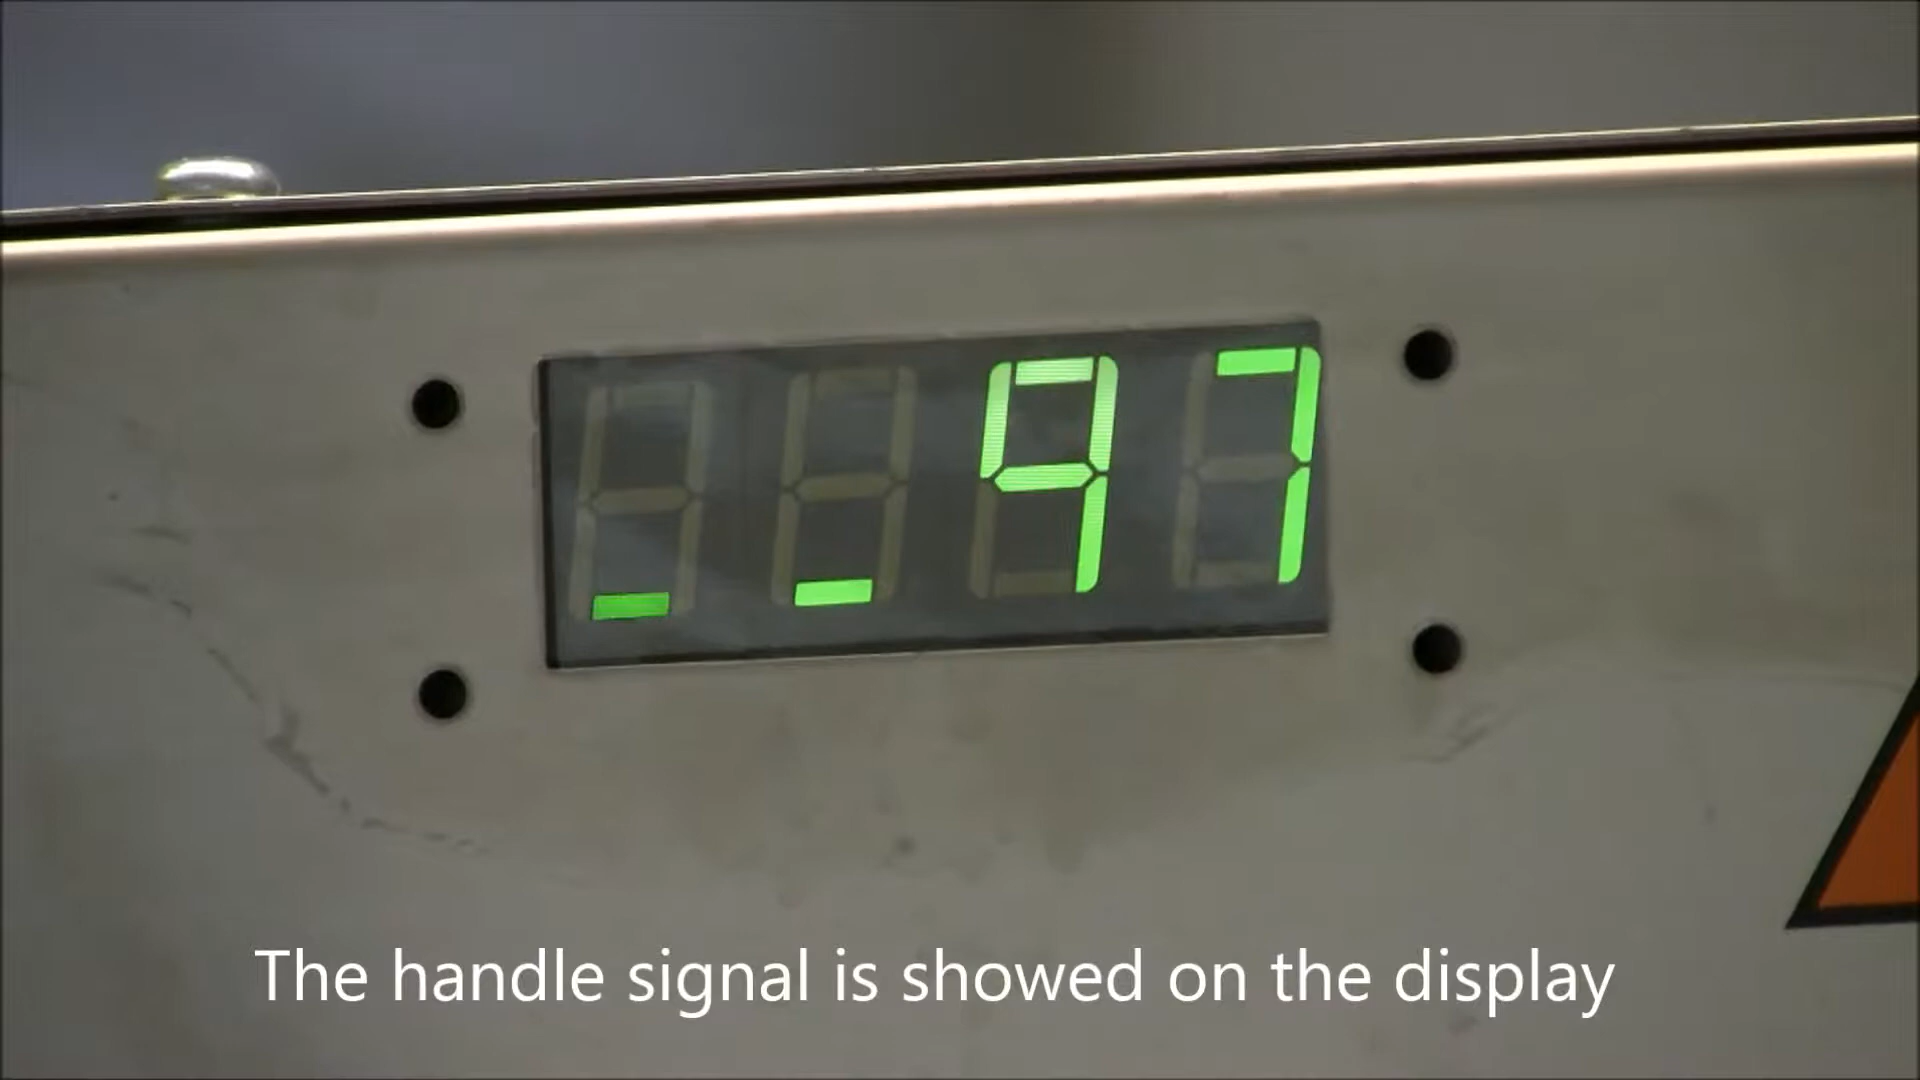 __97
The handle signal is showed on the display